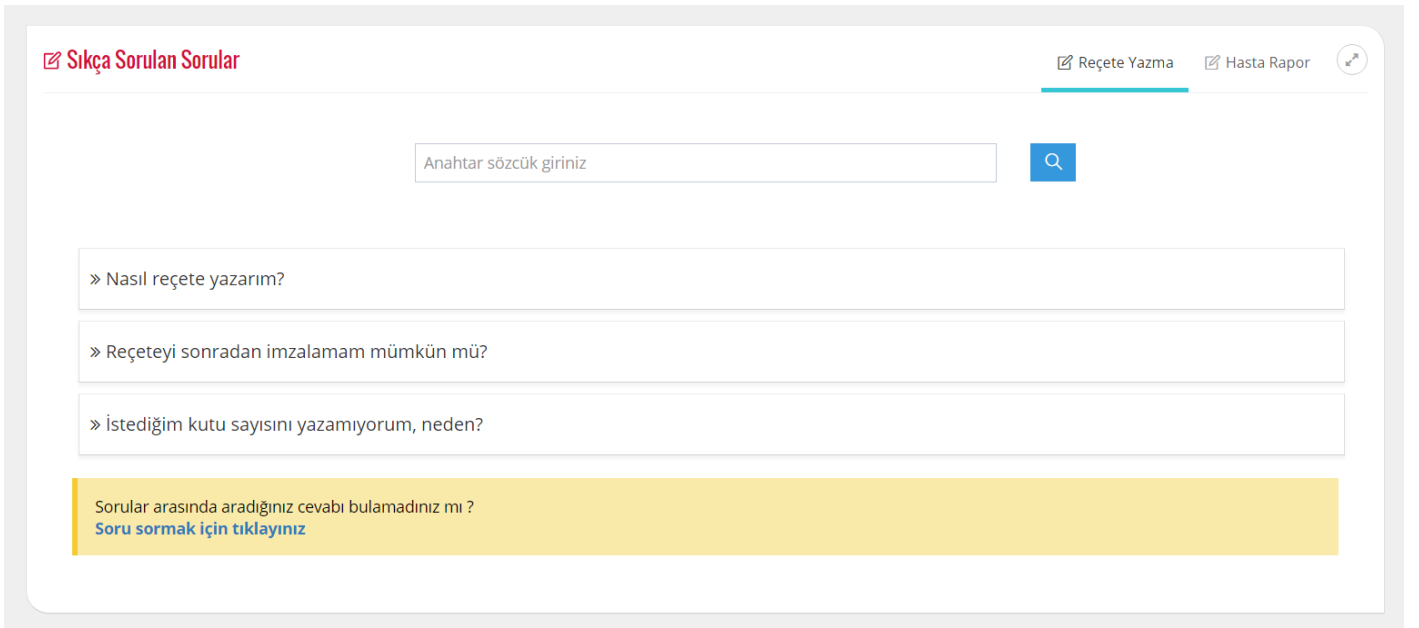 Sıkça Sorulan Sorular
Reçete Yazma
Hasta Rapor
Anahtar sözcük giriniz
» Nasıl reçete yazarım?
» Reçeteyi sonradan imzalamam mümkün mü?
» İstediğim kutu sayısını yazamıyorum, neden?
Sorular arasında aradığınız cevabı bulamadınız mı ?
Soru sormak için tıklayınız